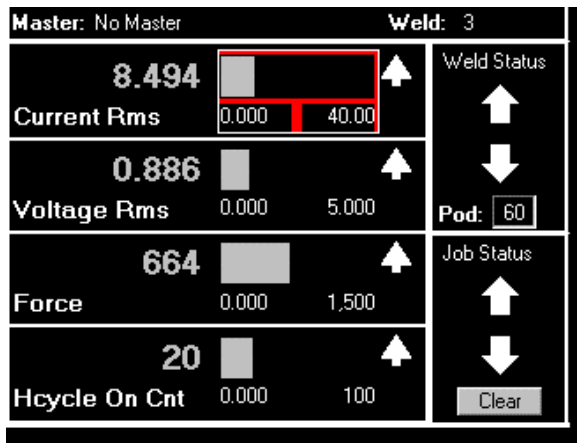 Master: No Master Weld: 3
8.494
Current Rms 0.000 40.00
0.886
Voltage Rms 0.000 5.000
664
Force 0.000 1,500
20
Hcycle On Cnt 0.000 100
Weld Status
Pod: 60
Job Status
Clear